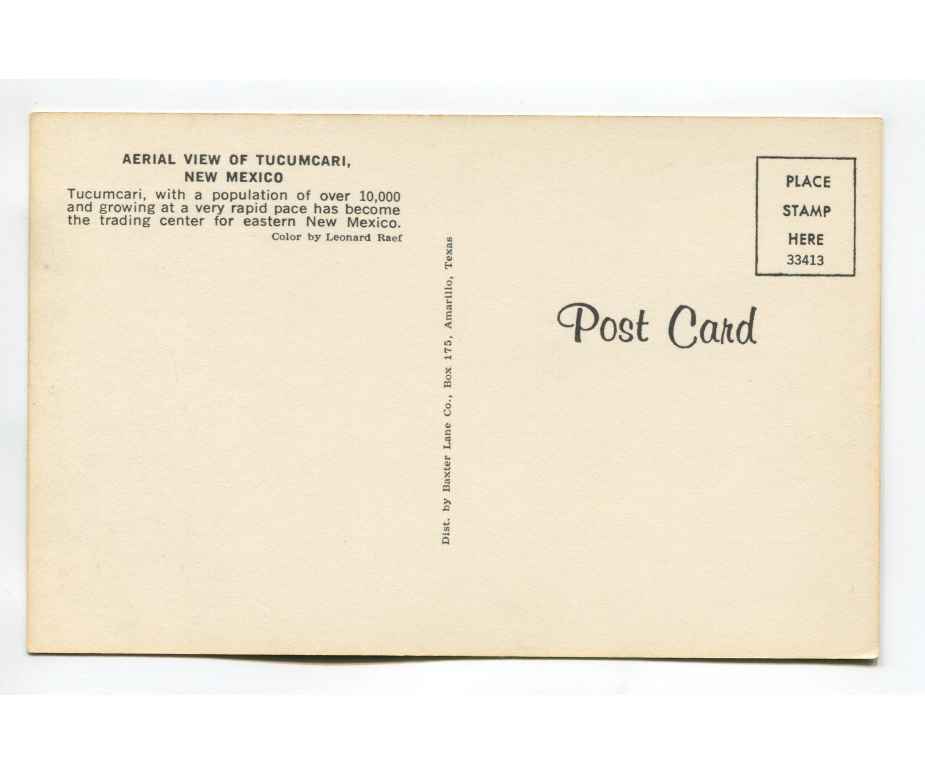 AERIAL VIEW OF TUCUMCARI,
NEW MEXICO
Tucumcari, with a population of over 10,000
and growing at a very rapid pace has become
the trading center for eastern New Mexico.
Color by Leonard Raef
Dist. by Baxter Lane Co., Box 175, Amarillo, Texas
PLACE
STAMP
HERE
33413
Post Card